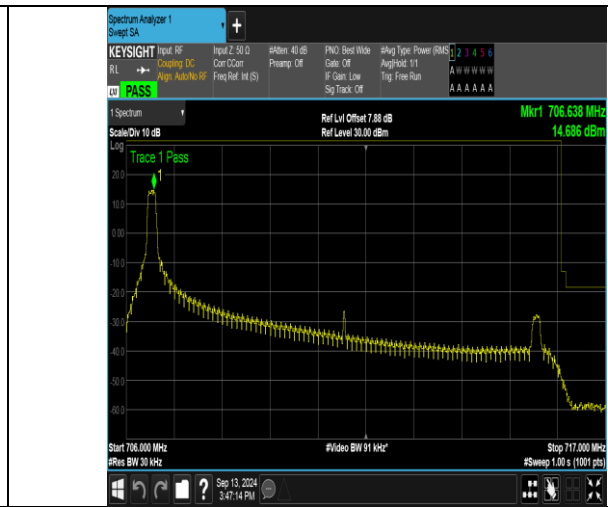 Spectrum Analyzer 1
Swept SA
+
KEYSIGHT Input: RF Input Z: 50 Ω #Atten: 40 dB PNO: Best Wide #Avg Type: Power (RMS 1 2 3 4 5 6
RL Coupling: DC Corr CCorr Preamp: Off Gate: Off Avg|Hold: 1/1 A W W W W W
Align: Auto/No RF Freq Ref: Int (S) IF Gain: Low Trig: Free Run
LXI PASS Sig Track: Off A A A A A A
1 Spectrum Ref Lvl Offset 7.88 dB Mkr1 706.638 MHz
Scale/Div 10 dB Ref Level 30.00 dBm 14.686 dBm
Log
Trace 1 Pass
1
20.0
10.0
0.00
-10.0
-20.0
-30.0
-40.0
-50.0
-60.0
Start 706.000 MHz #Video BW 91 kHz* Stop 717.000 MHz
#Res BW 30 kHz #Sweep 1.00 s (1001 pts)
? Sep 13, 2024
3:47:14 PM